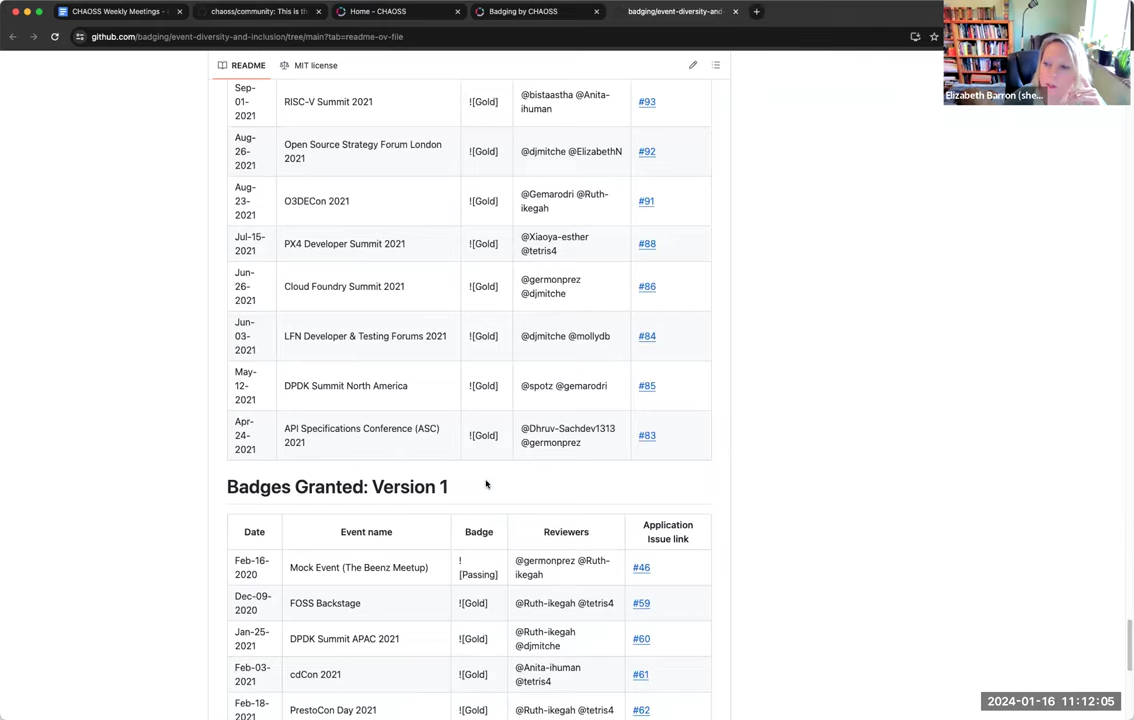 CHAOSS Weekly Meetings -
chaoss/community: This is th
Home - CHAOSS
Badging by CHAOSS
badging/event-diversity-and-
github.com/badging/event-diversity-and-inclusion/tree/main?tab=readme-ov-file
Elizabeth Barron (she...
README
MIT license
Sep-
01-
2021
RISC-V Summit 2021
![Gold]
@bistaastha @Anita-
ihuman
#93
Aug-
26-
2021
Open Source Strategy Forum London
2021
![Gold]
@djmitche @ElizabethN
#92
Aug-
23-
2021
O3DECon 2021
![Gold]
@Gemarodri @Ruth-
ikegah
#91
Jul-15-
2021
PX4 Developer Summit 2021
![Gold]
@Xiaoya-esther
@tetris4
#88
Jun-
26-
2021
Cloud Foundry Summit 2021
![Gold]
@germonprez
@djmitche
#86
Jun-
03-
2021
LFN Developer & Testing Forums 2021
![Gold]
@djmitche @mollydb
#84
May-
12-
2021
DPDK Summit North America
![Gold]
@spotz @gemarodri
#85
Apr-
24-
2021
API Specifications Conference (ASC)
2021
![Gold]
@Dhruv-Sachdev1313
@germonprez
#83
Badges Granted: Version 1
Date
Event name
Badge
Reviewers
Application
Issue link
Feb-16-
2020
Mock Event (The Beenz Meetup)
!
[Passing]
@germonprez @Ruth-
ikegah
#46
Dec-09-
2020
FOSS Backstage
![Gold]
@Ruth-ikegah @tetris4
#59
Jan-25-
2021
DPDK Summit APAC 2021
![Gold]
@Ruth-ikegah
@djmitche
#60
Feb-03-
2021
cdCon 2021
![Gold]
@Anita-ihuman
@tetris4
#61
Feb-18-
2021
PrestoCon Day 2021
![Gold]
@Ruth-ikegah @tetris4
#62
2024-01-16 11:12:05